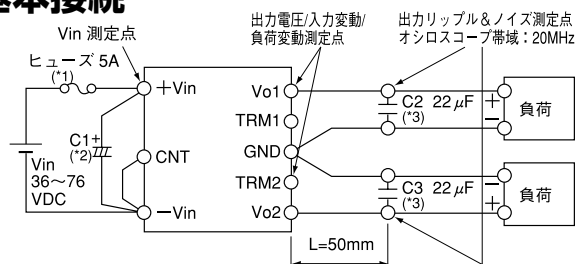 基本接続
Vin 測定点
出力電圧/入力変動/
負荷変動測定点
出力リップル＆ノイズ測定点
オシロスコープ帯域：20MHz
ヒューズ 5A
(*1)
＋Vin
Vo1
C2 22μF
(*3)
＋
－
負荷
TRM1
C1
＋
(*2)
CNT
GND
Vin
36～76
VDC
TRM2
C3 22μF
(*3)
－
＋
負荷
－Vin
Vo2
L=50mm